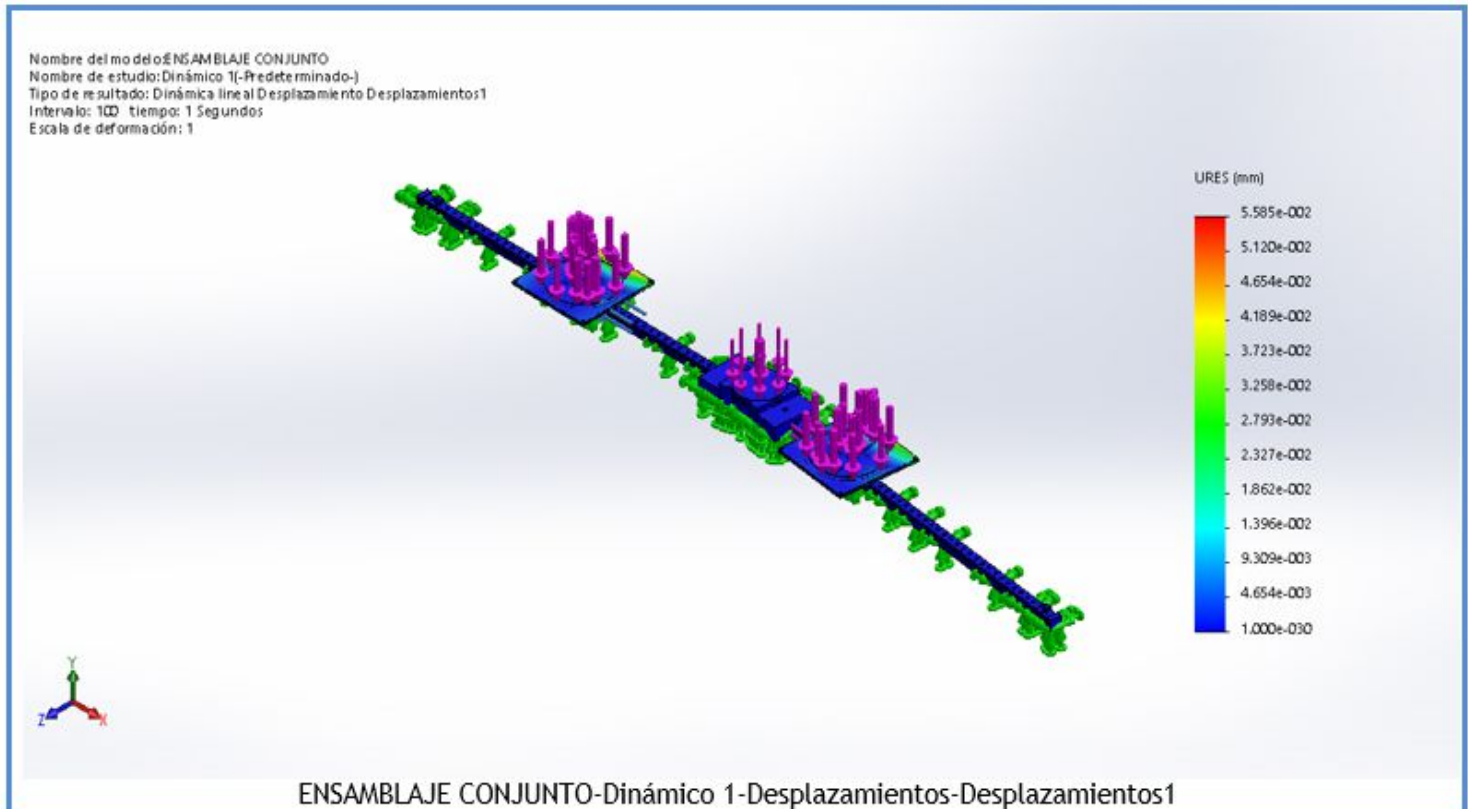 Nombre del modelo:ENSAMBLAJE CONJUNTO
Nombre de estudio:Dinámico 1(-Predeterminado-)
Tipo de resultado: Dinámica lineal Desplazamiento Desplazamientos1
Intervalo: 100 tiempo: 1 Segundos
Escala de deformación: 1
URES (mm)
5.585e-002
5.120e-002
4.654e-002
4.189e-002
3.723e-002
3.258e-002
2.793e-002
2.327e-002
1.862e-002
1.396e-002
9.309e-003
4.654e-003
1.000e-030
Y
Z X
ENSAMBLAJE CONJUNTO-Dinámico 1-Desplazamientos-Desplazamientos1